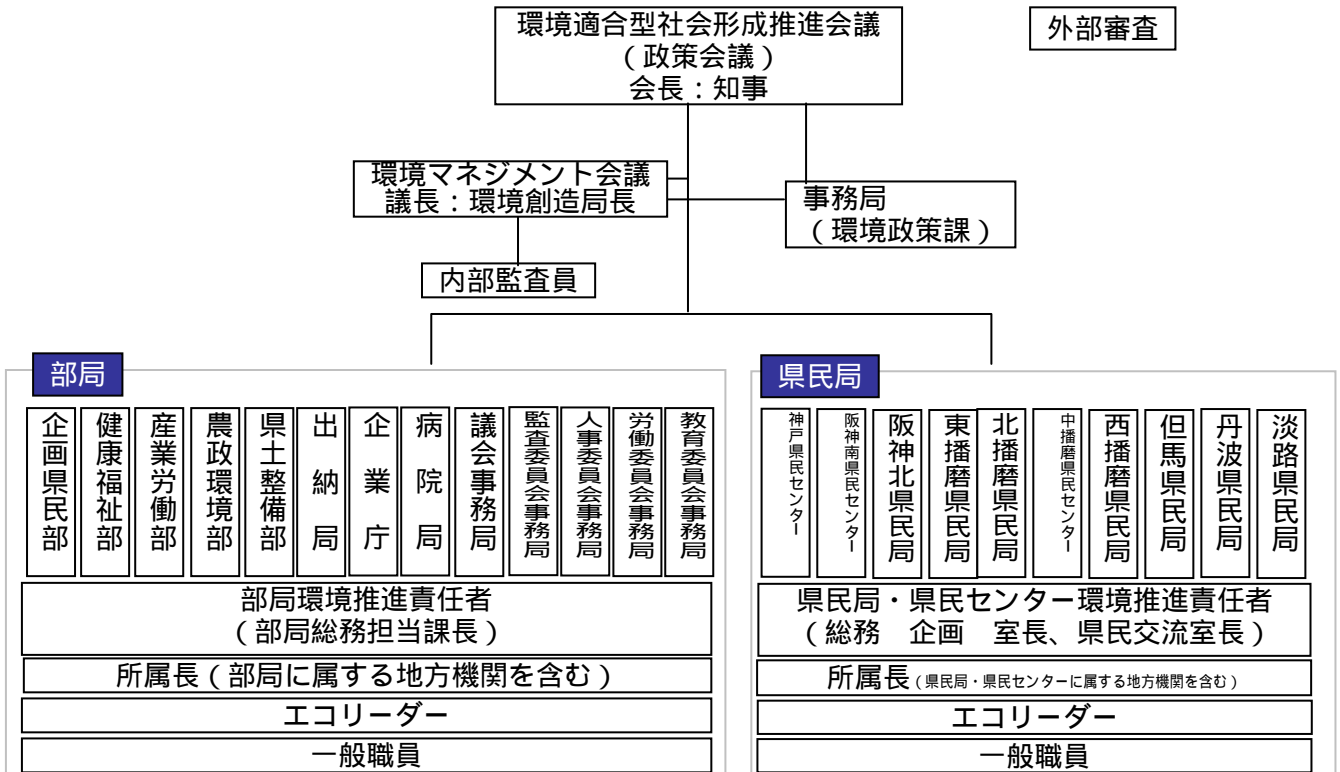 環境適合型社会形成推進会議
（政策会議）
会長：知事
外部審査
環境マネジメント会議
議長：環境創造局長
事務局
（環境政策課）
内部監査員
部局
企画県民部
健康福祉部
産業労働部
農政環境部
県土整備部
出納局
企業庁
病院局
議会事務局
監査委員会事務局
人事委員会事務局
労働委員会事務局
教育委員会事務局
部局環境推進責任者
（部局総務担当課長）
所属長（部局に属する地方機関を含む）
エコリーダー
一般職員
県民局
神戸県民センター
阪神南県民センター
阪神北県民局
東播磨県民局
北播磨県民局
中播磨県民センター
西播磨県民局
但馬県民局
丹波県民局
淡路県民局
県民局・県民センター環境推進責任者
（総務　企画　室長、県民交流室長）
所属長（県民局・県民センターに属する地方機関を含む）
エコリーダー
一般職員